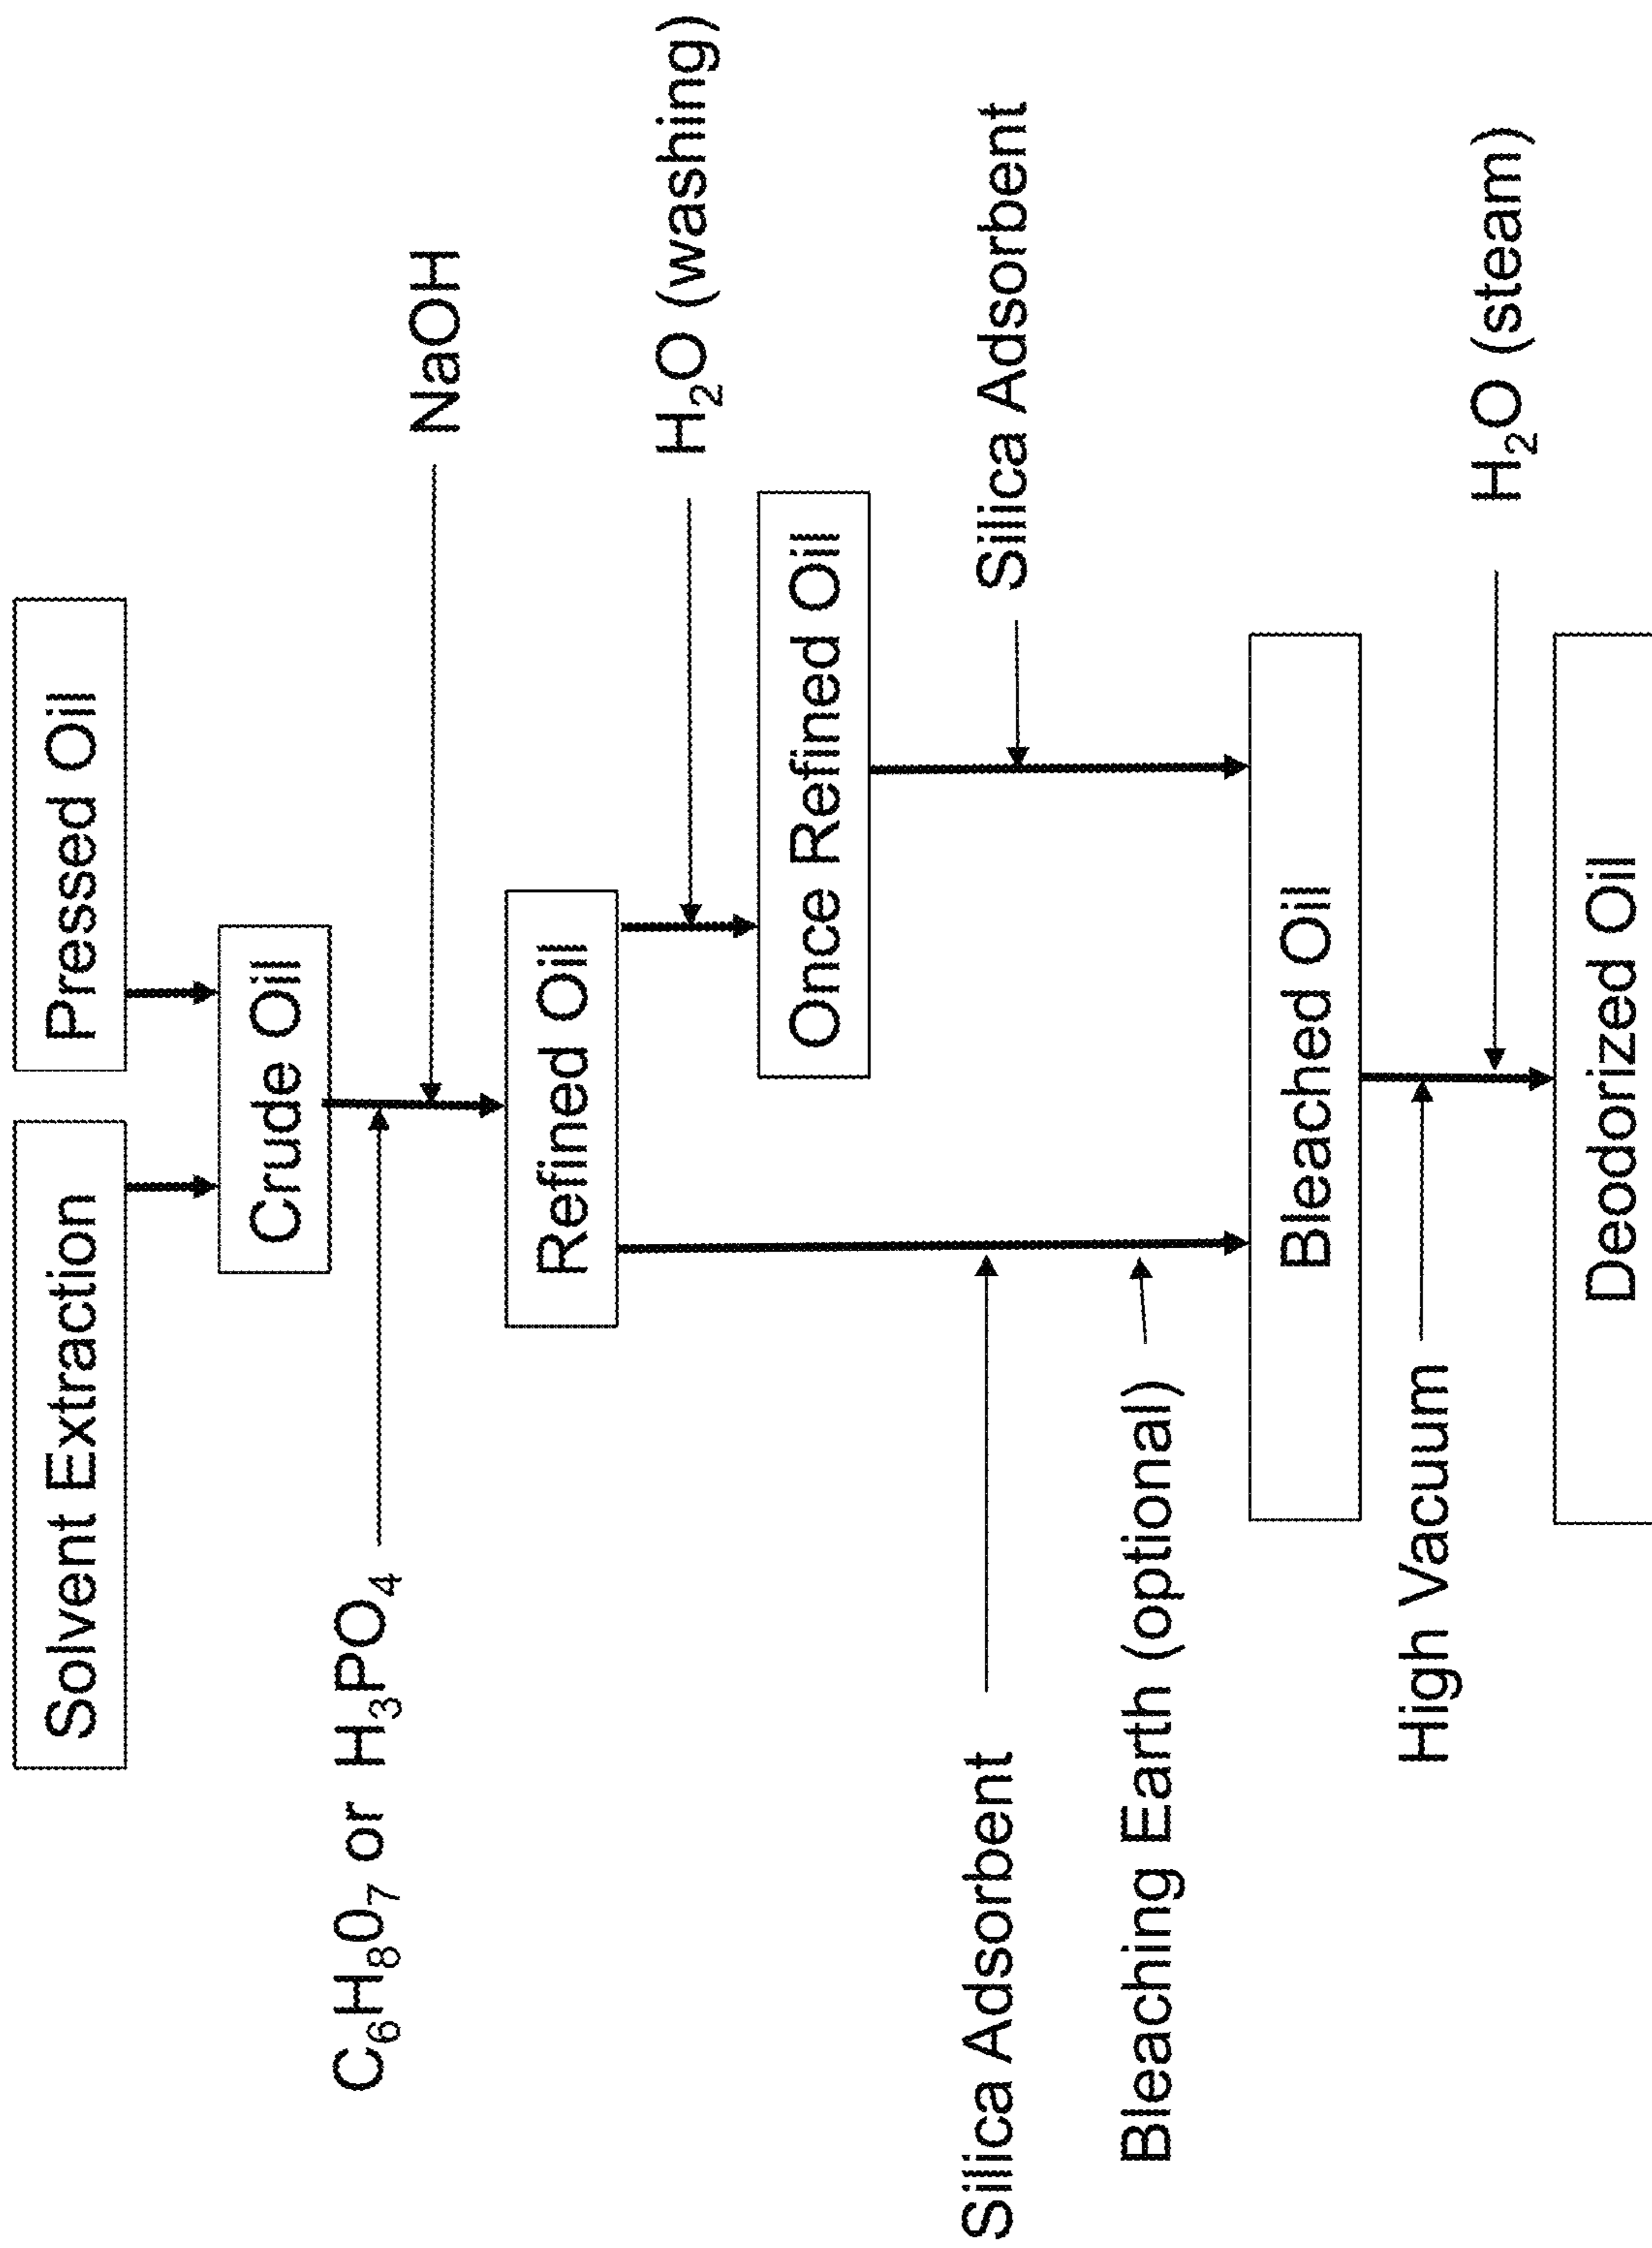 Solvent Extraction
Pressed Oil
Crude Oil
C₆H₈0₇ or H₃PO₄
NaOH
Refined Oil
H₂O (washing)
Once Refined Oil
Silica Adsorbent
Silica Adsorbent
Bleaching Earth (optional)
Bleached Oil
High Vacuum
H₂O (steam)
Deodorized Oil